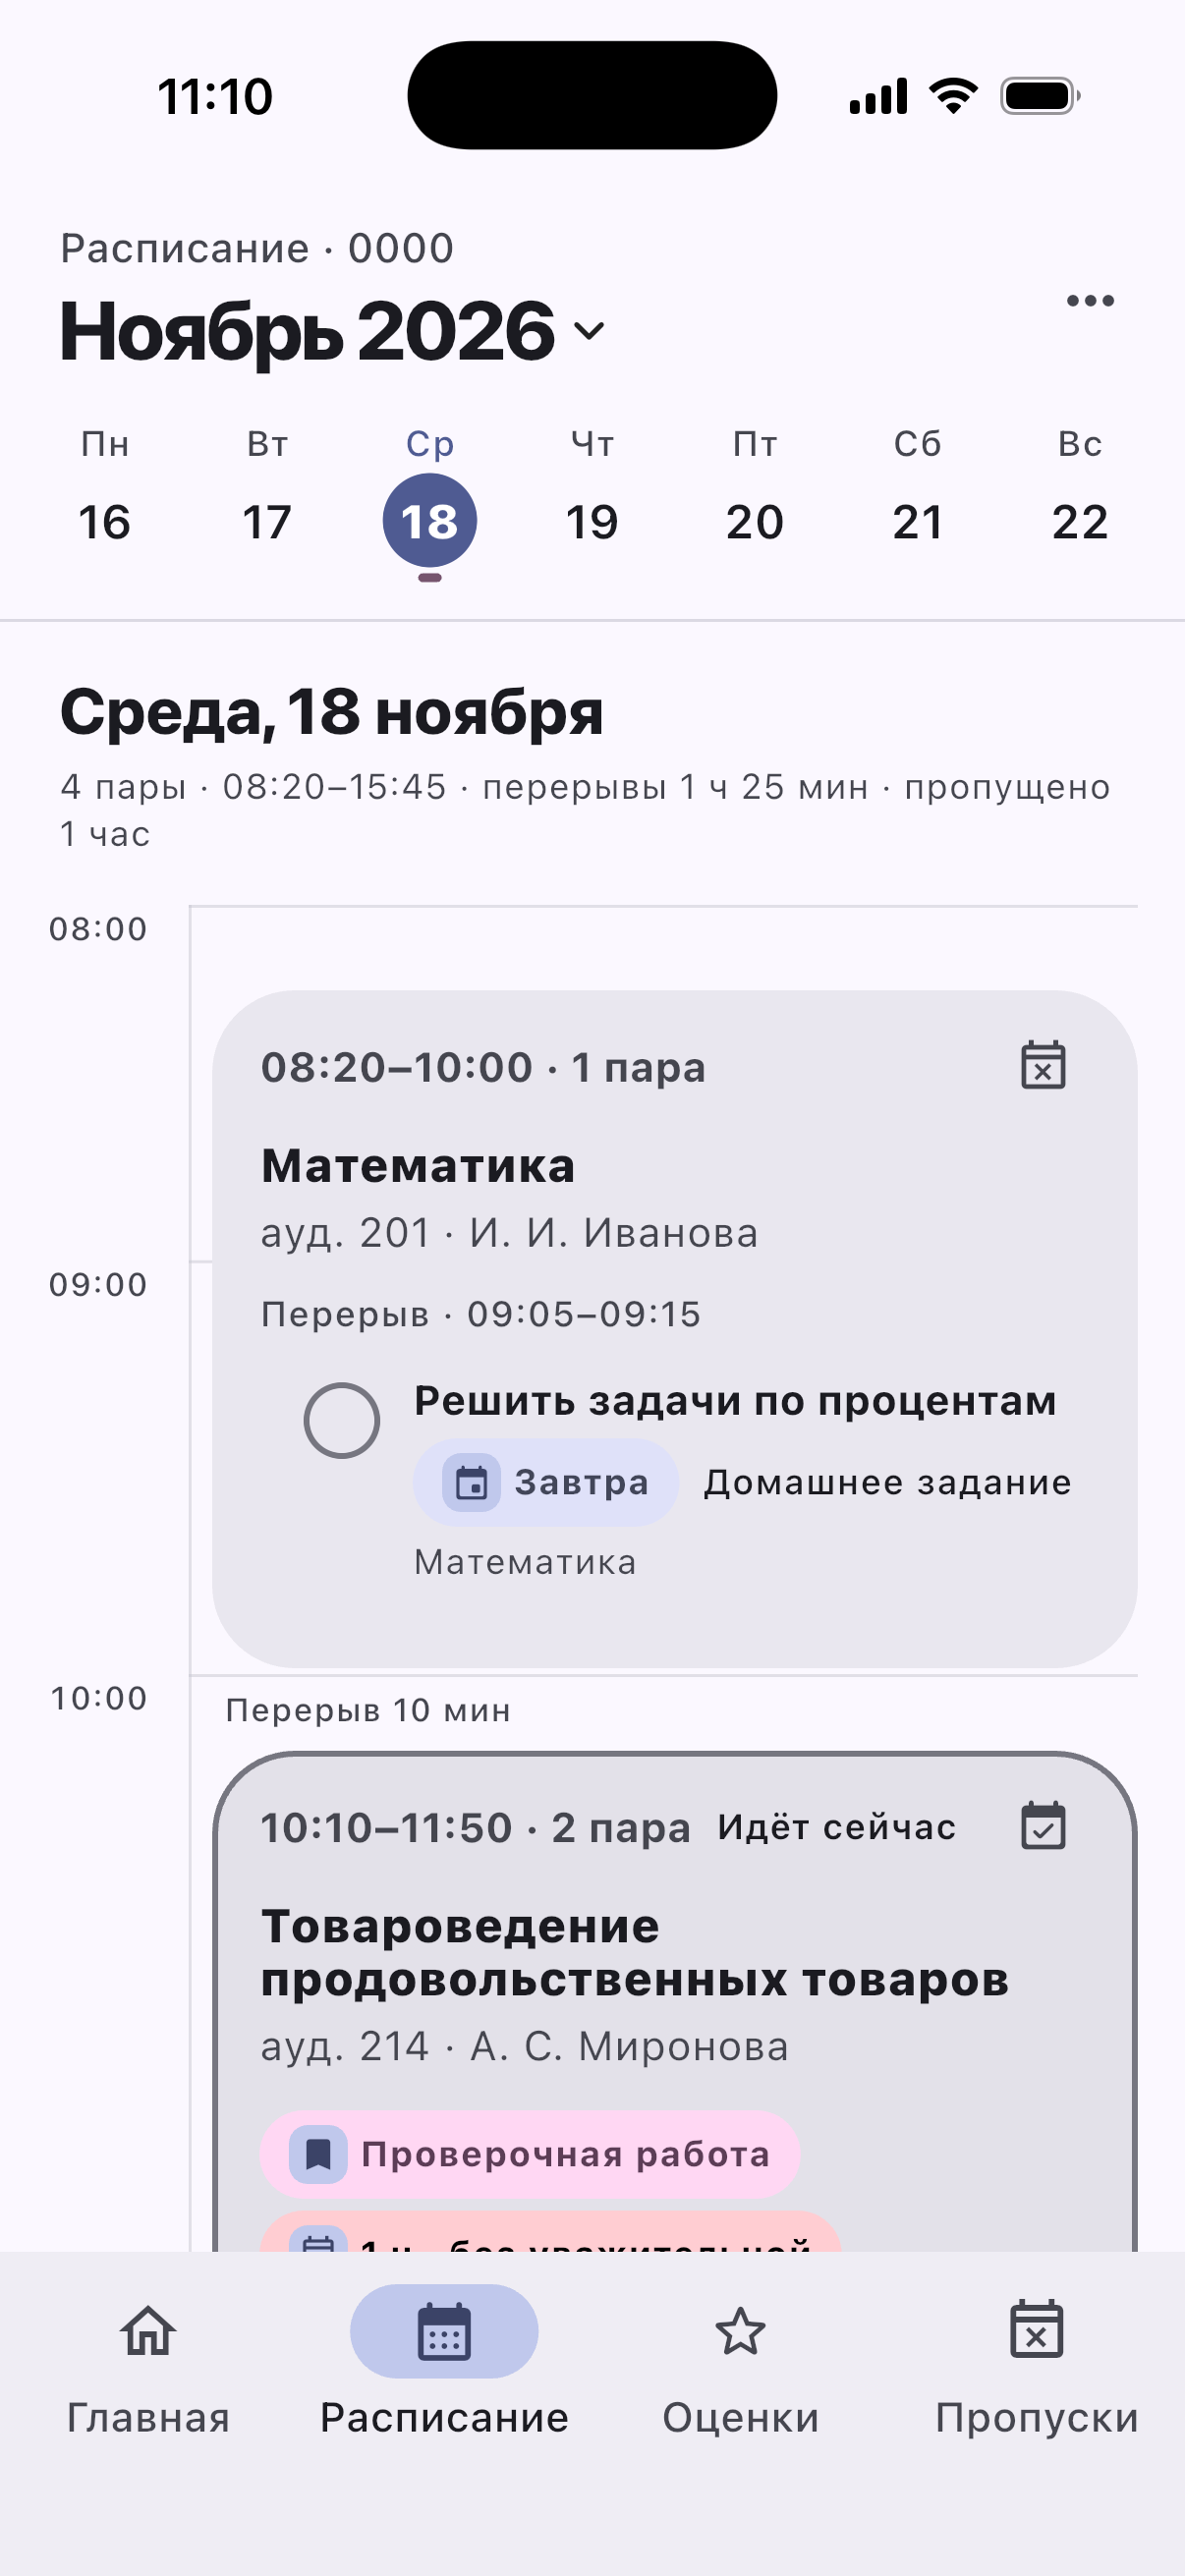 11:10
Расписание · 0000
Ноябрь 2026
Пн Вт Ср Чт Пт Сб Вс
16 17 18 19 20 21 22
Среда, 18 ноября
4 пары · 08:20–15:45 · перерывы 1 ч 25 мин · пропущено
1 час
08:00
08:20–10:00 · 1 пара
Математика
ауд. 201 · И. И. Иванова
09:00
Перерыв · 09:05–09:15
Решить задачи по процентам
Завтра Домашнее задание
Математика
10:00
Перерыв 10 мин
10:10–11:50 · 2 пара Идёт сейчас
Товароведение
продовольственных товаров
ауд. 214 · А. С. Миронова
Проверочная работа
1 ч · без уважительной
Главная Расписание Оценки Пропуски